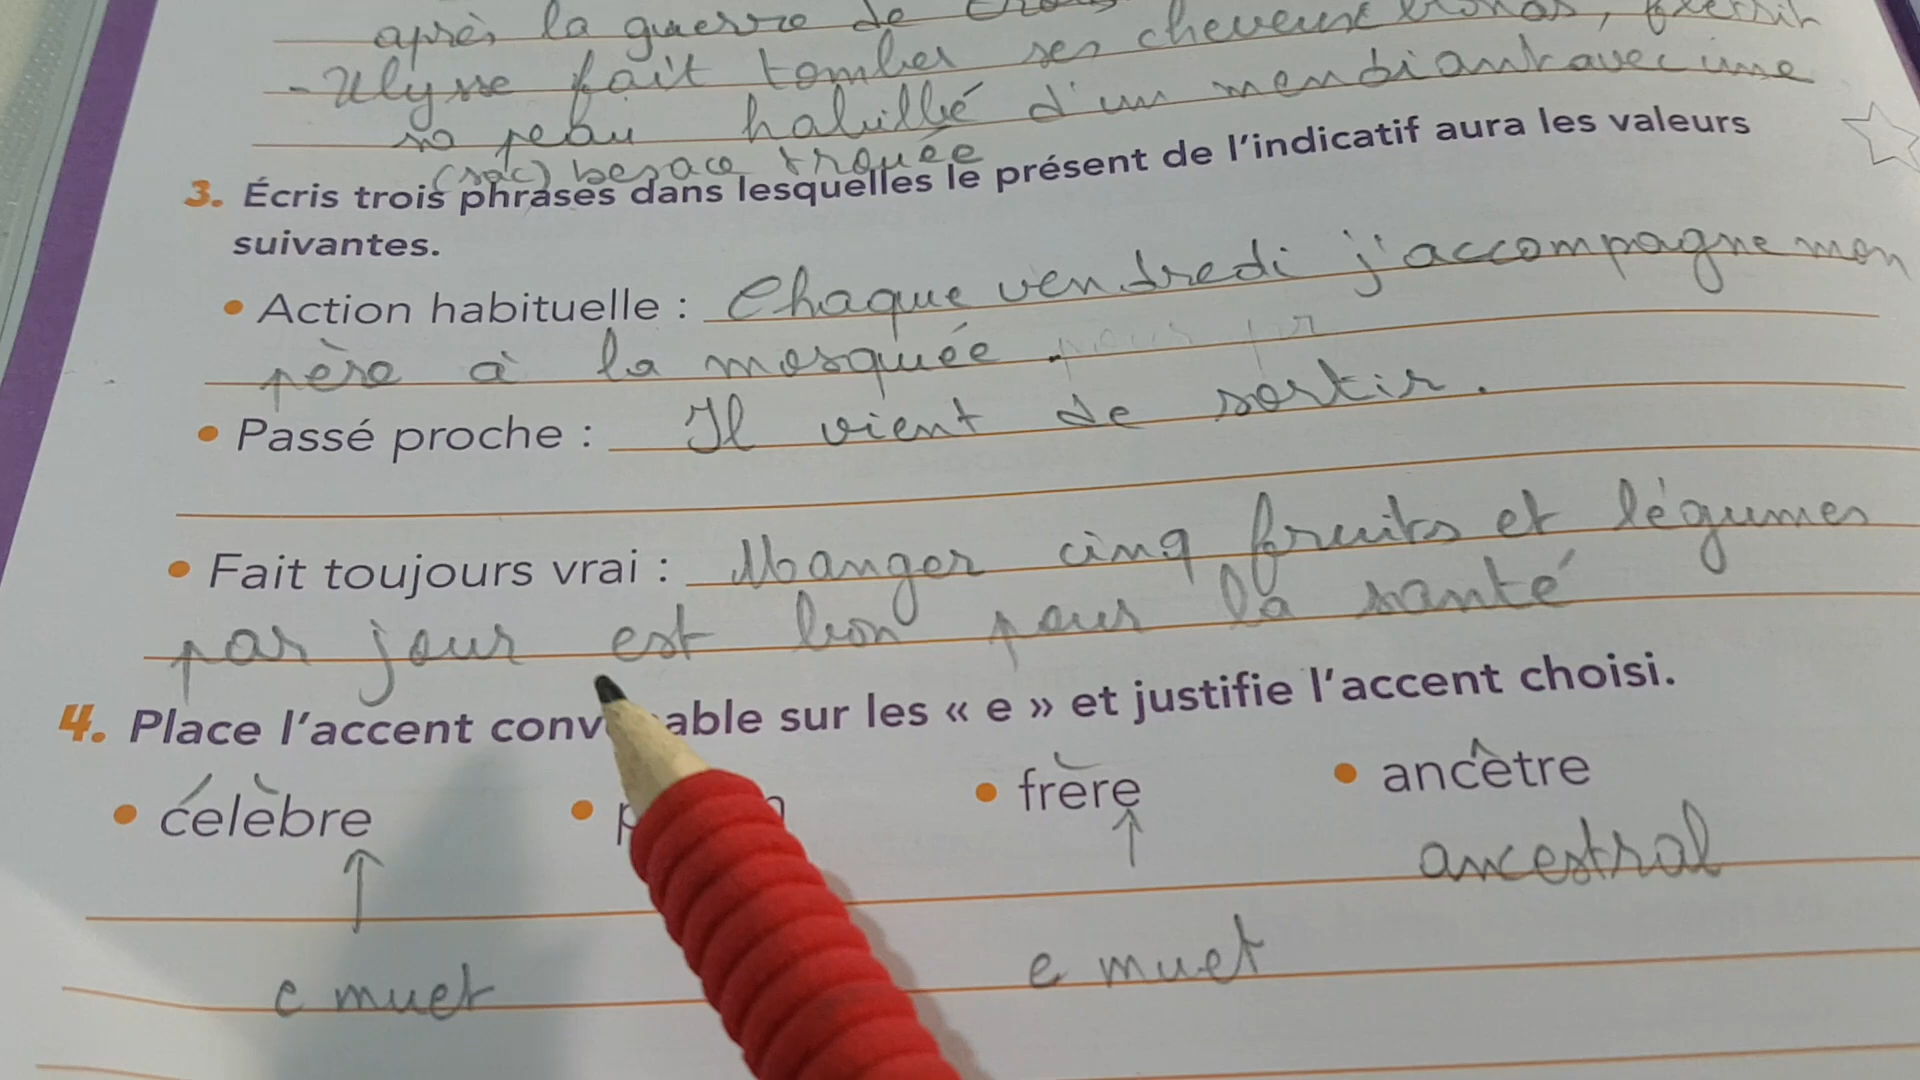 après la guerre de
- Ulysse fait tomber ses cheveux blonds,
sa peau habillé d'un mendiant avec une
(sac) besace trouée
3. Écris trois phrases dans lesquelles le présent de l'indicatif aura les valeurs
suivantes.
• Action habituelle : Chaque vendredi j'accompagne mon
père à la mosquée.
• Passé proche : Il vient de sortir.
• Fait toujours vrai : Manger cinq fruits et légumes
par jour est bon pour la santé
4. Place l'accent conv able sur les « e » et justifie l'accent choisi.
• célèbre • frère • ancêtre
ancestral
e muet e muet